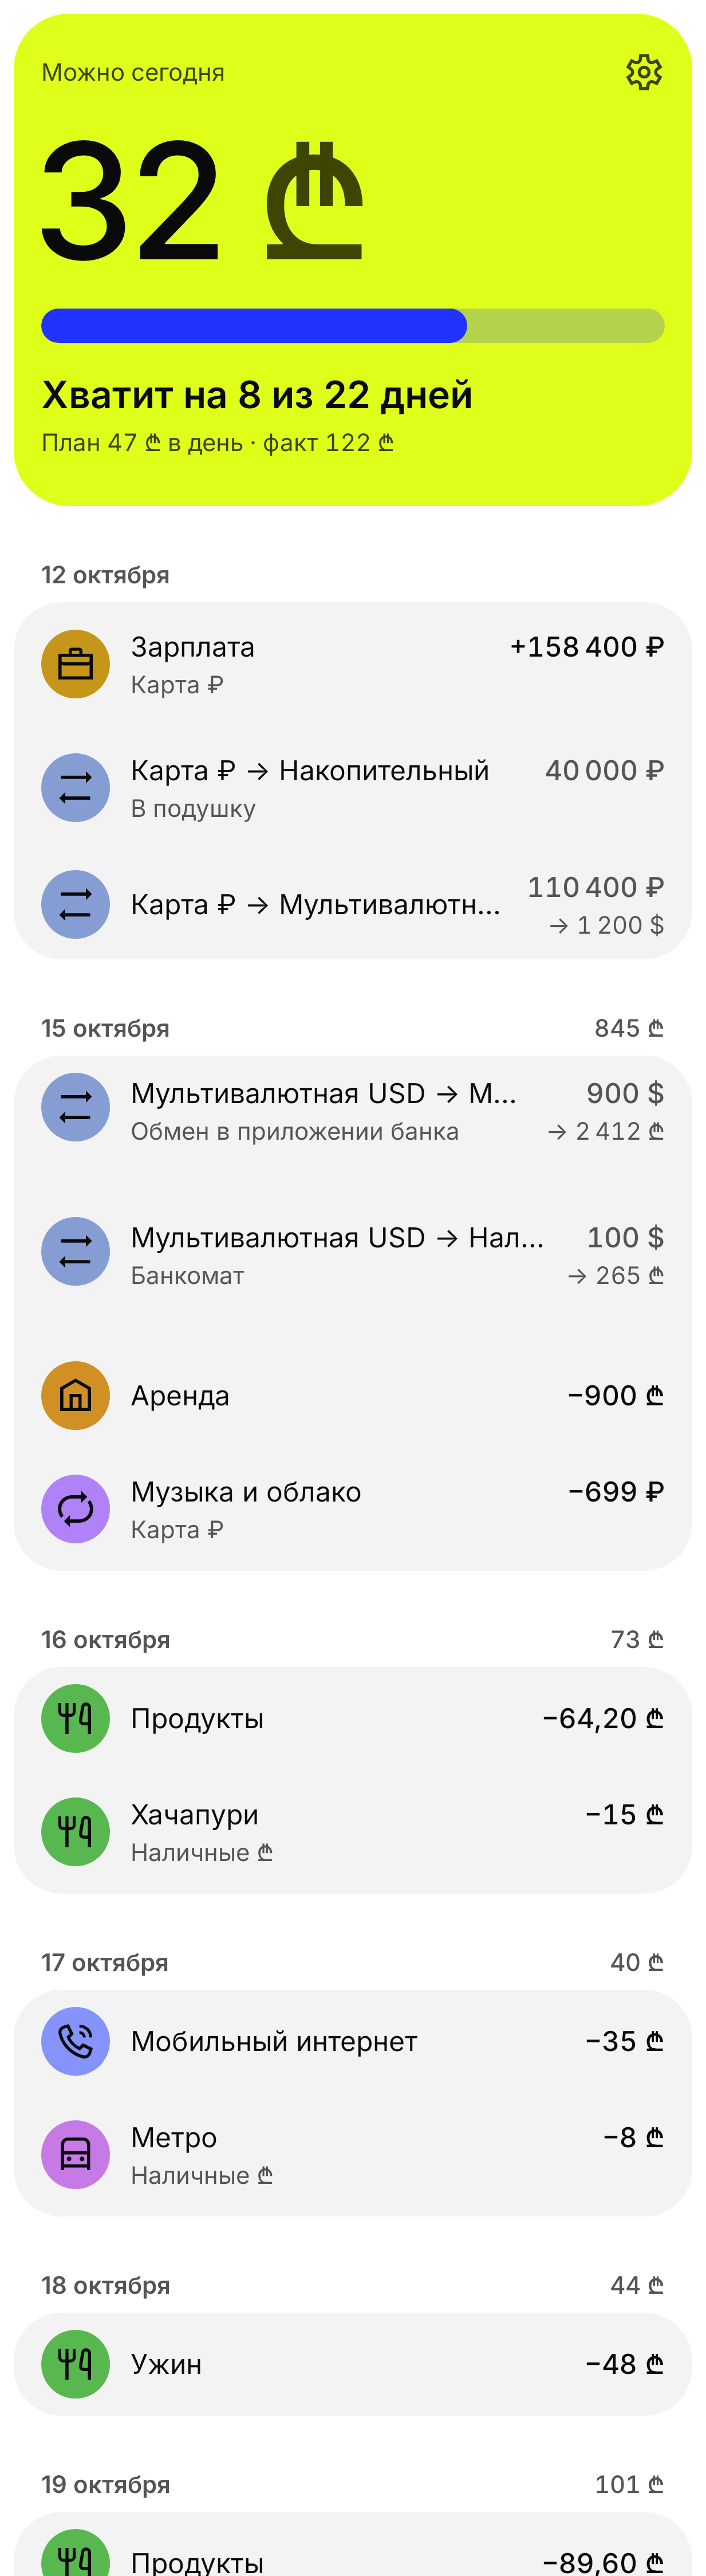 Можно сегодня
32 ₾
Хватит на 8 из 22 дней
План 47 ₾ в день · факт 122 ₾
12 октября
Зарплата +158 400 ₽
Карта ₽
Карта ₽ → Накопительный 40 000 ₽
В подушку
Карта ₽ → Мультивалютн... 110 400 ₽
→ 1 200 $
15 октября 845 ₾
Мультивалютная USD → М... 900 $
Обмен в приложении банка → 2 412 ₾
Мультивалютная USD → Нал... 100 $
Банкомат → 265 ₾
Аренда −900 ₾
Музыка и облако −699 ₽
Карта ₽
16 октября 73 ₾
Продукты −64,20 ₾
Хачапури −15 ₾
Наличные ₾
17 октября 40 ₾
Мобильный интернет −35 ₾
Метро −8 ₾
Наличные ₾
18 октября 44 ₾
Ужин −48 ₾
19 октября 101 ₾
Продукты −89,60 ₾